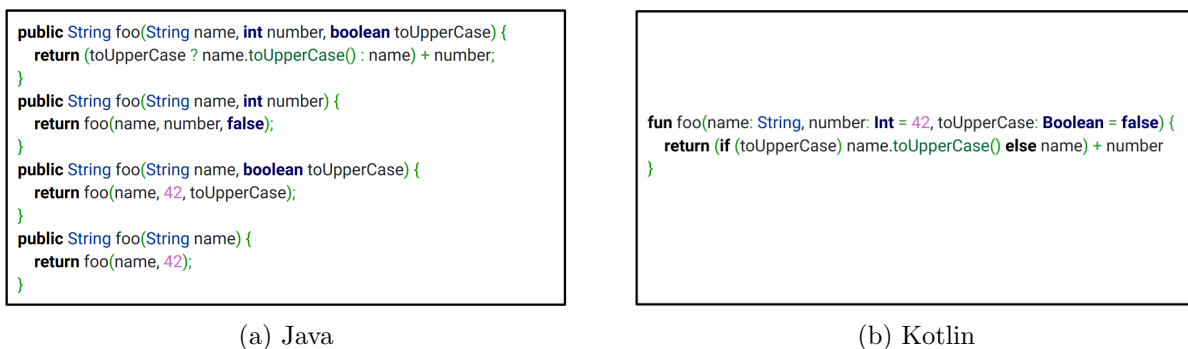 public String foo(String name, int number, boolean toUpperCase) {
return (toUpperCase ? name.toUpperCase() : name) + number;
}
public String foo(String name, int number) {
return foo(name, number, false);
}
public String foo(String name, boolean toUpperCase) {
return foo(name, 42, toUpperCase);
}
public String foo(String name) {
return foo(name, 42);
}
(a) Java
fun foo(name: String, number: Int = 42, toUpperCase: Boolean = false) {
return (if (toUpperCase) name.toUpperCase() else name) + number
}
(b) Kotlin